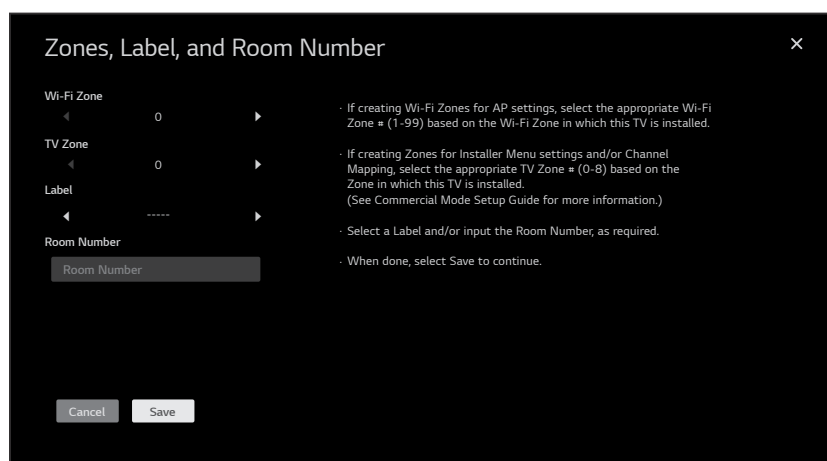 Zones, Label, and Room Number
Wi-Fi Zone
0
TV Zone
0
Label
-----
Room Number
Room Number
Cancel
Save
· If creating Wi-Fi Zones for AP settings, select the appropriate Wi-Fi
Zone # (1-99) based on the Wi-Fi Zone in which this TV is installed.
· If creating Zones for Installer Menu settings and/or Channel
Mapping, select the appropriate TV Zone # (0-8) based on the
Zone in which this TV is installed.
(See Commercial Mode Setup Guide for more information.)
· Select a Label and/or input the Room Number, as required.
· When done, select Save to continue.